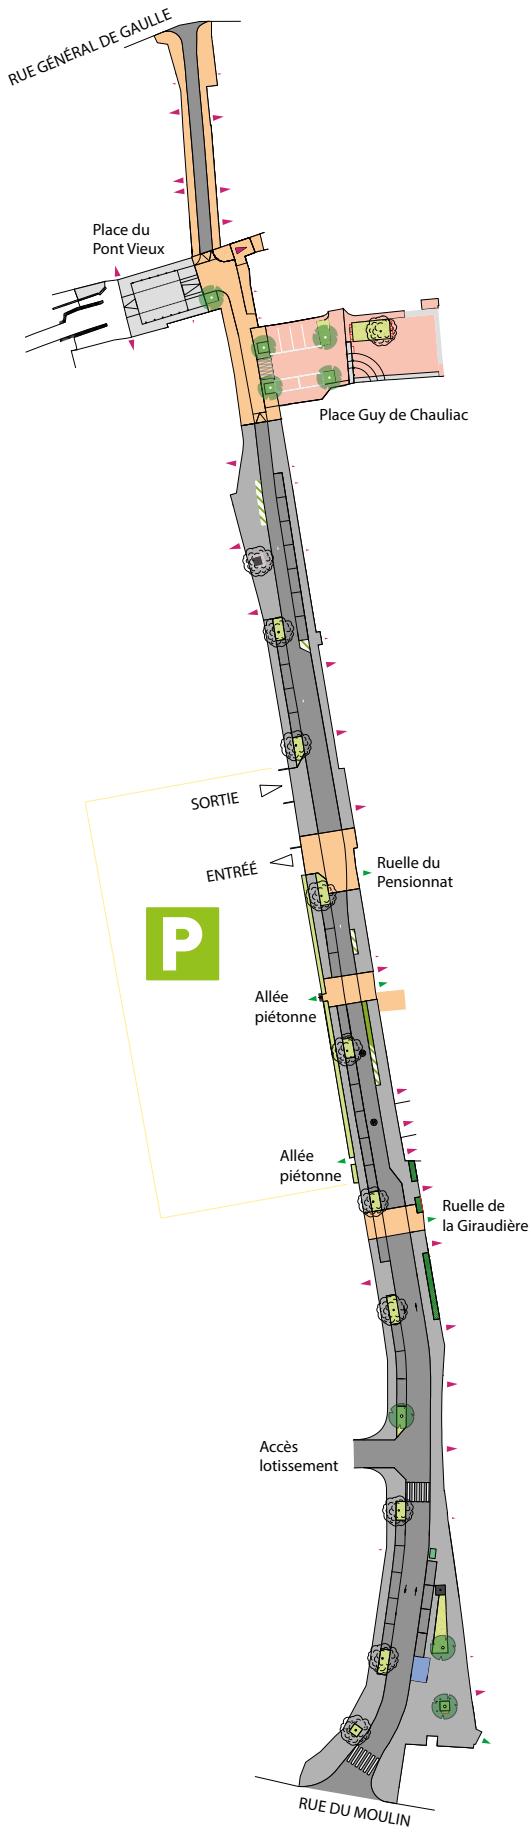 RUE GÉNÉRAL DE GAULLE
Place du
Pont Vieux
Place Guy de Chauliac
SORTIE
ENTRÉÉ
Ruelle du
Pensionnat
P
Allée
piétonne
Allée
piétonne
Ruelle de
la Giraudière
Accès
lotissement
RUE DU MOULIN